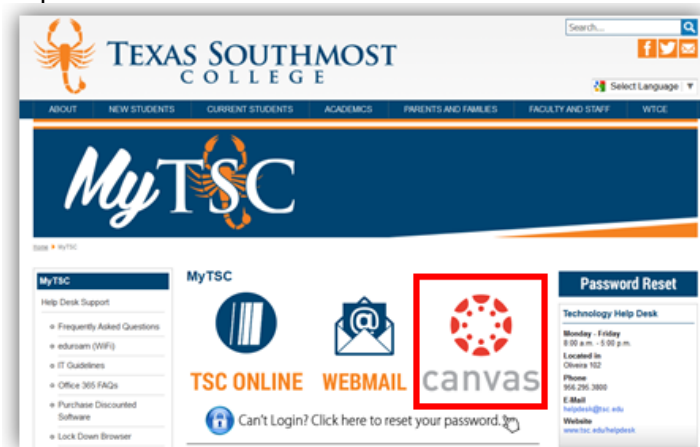 Search...
TEXAS SOUTHMOST
COLLEGE
Select Language ▼
ABOUT NEW STUDENTS CURRENT STUDENTS ACADEMICS PARENTS AND FAMILIES FACULTY AND STAFF WTCE
MyTSC
home MyTSC
MyTSC
Help Desk Support
Frequently Asked Questions
eduroam (WiFi)
IT Guidelines
Office 365 FAQs
Purchase Discounted
Software
Lock Down Browser
MyTSC
TSC ONLINE WEBMAIL canvas
Can't Login? Click here to reset your password.
Password Reset
Technology Help Desk
Monday - Friday
8:00 a.m. - 5:00 p.m.
Located in
Oliveira 102
Phone
956.295.3800
E-Mail
helpdesk@tsc.edu
Website
www.tsc.edu/helpdesk